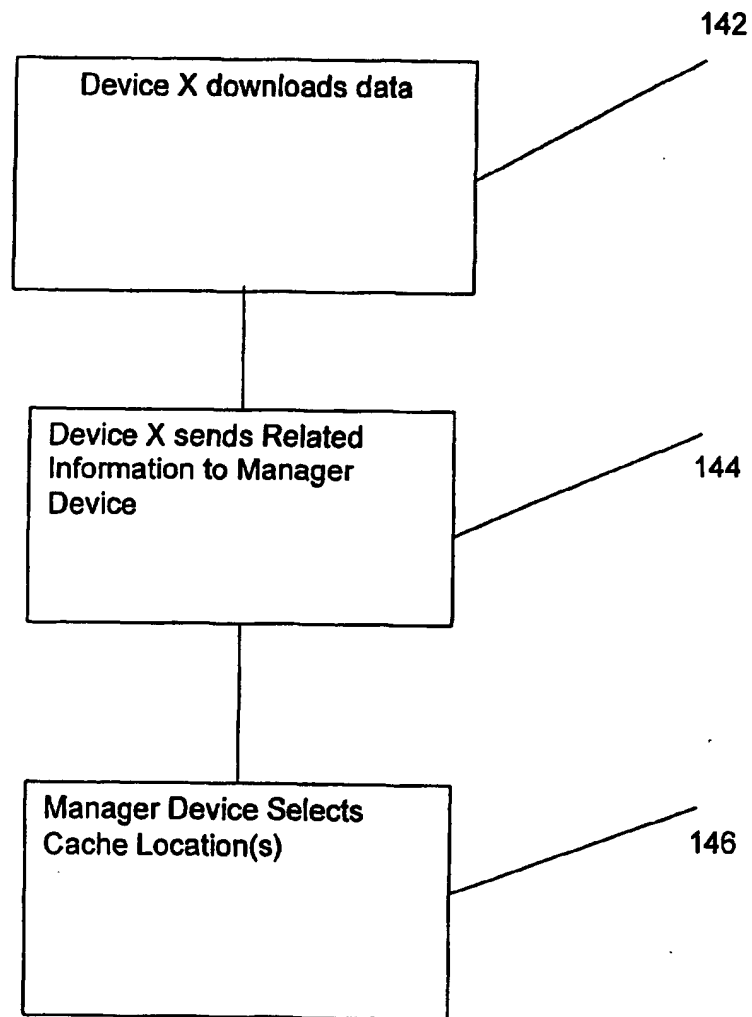 142
Device X downloads data
Device X sends Related
Information to Manager
Device
144
Manager Device Selects
Cache Location(s)
146